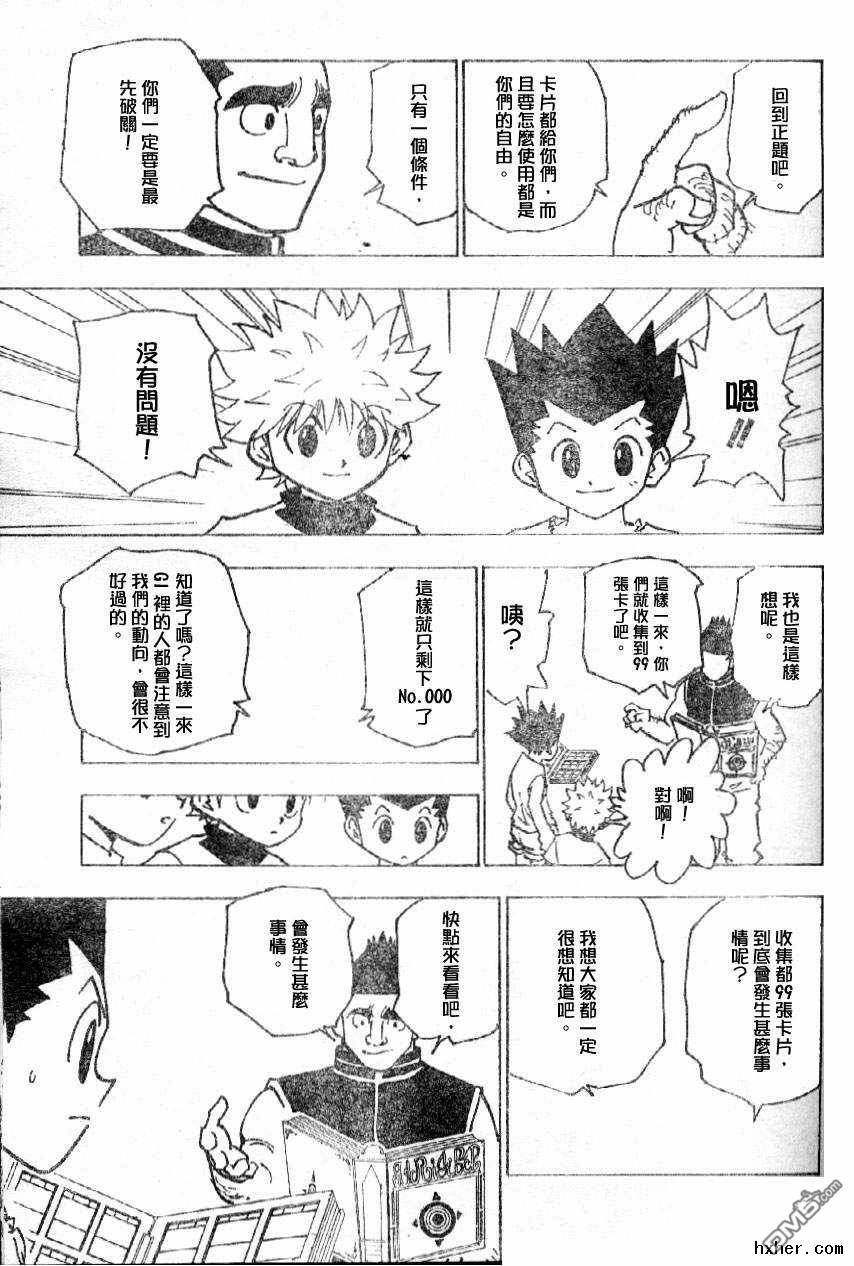 回到正題吧。
卡片都給你們，而
且要怎麼使用都是
你們的自由。
只有一個條件，
你們一定要是最
先破關！
嗯!!
沒有問題！
我也是這樣
想呢。
這樣一來，你
們就收集到99
張卡了吧。
咦？
啊！
對啊！
這樣就只剩下
No.000
了
知道了嗎？這樣一來
GI裡的人都會注意到
我們的動向，會很不
好過的。
收集都99張卡片，
到底會發生甚麼事
情呢？
我想大家都一定
很想知道吧。
快點來看看吧，
會發生甚麼
事情。
hxher.com